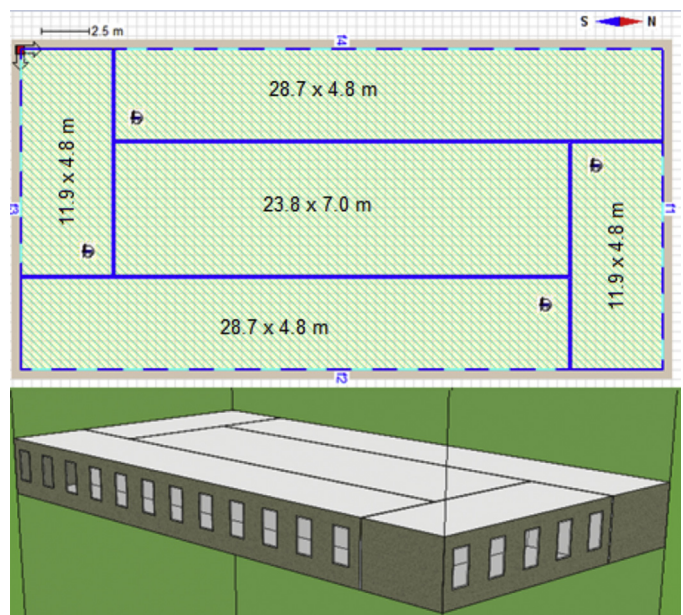 S N
2.5 m
f4
28.7 x 4.8 m
11.9 x 4.8 m
23.8 x 7.0 m
f3
f1
11.9 x 4.8 m
28.7 x 4.8 m
f2